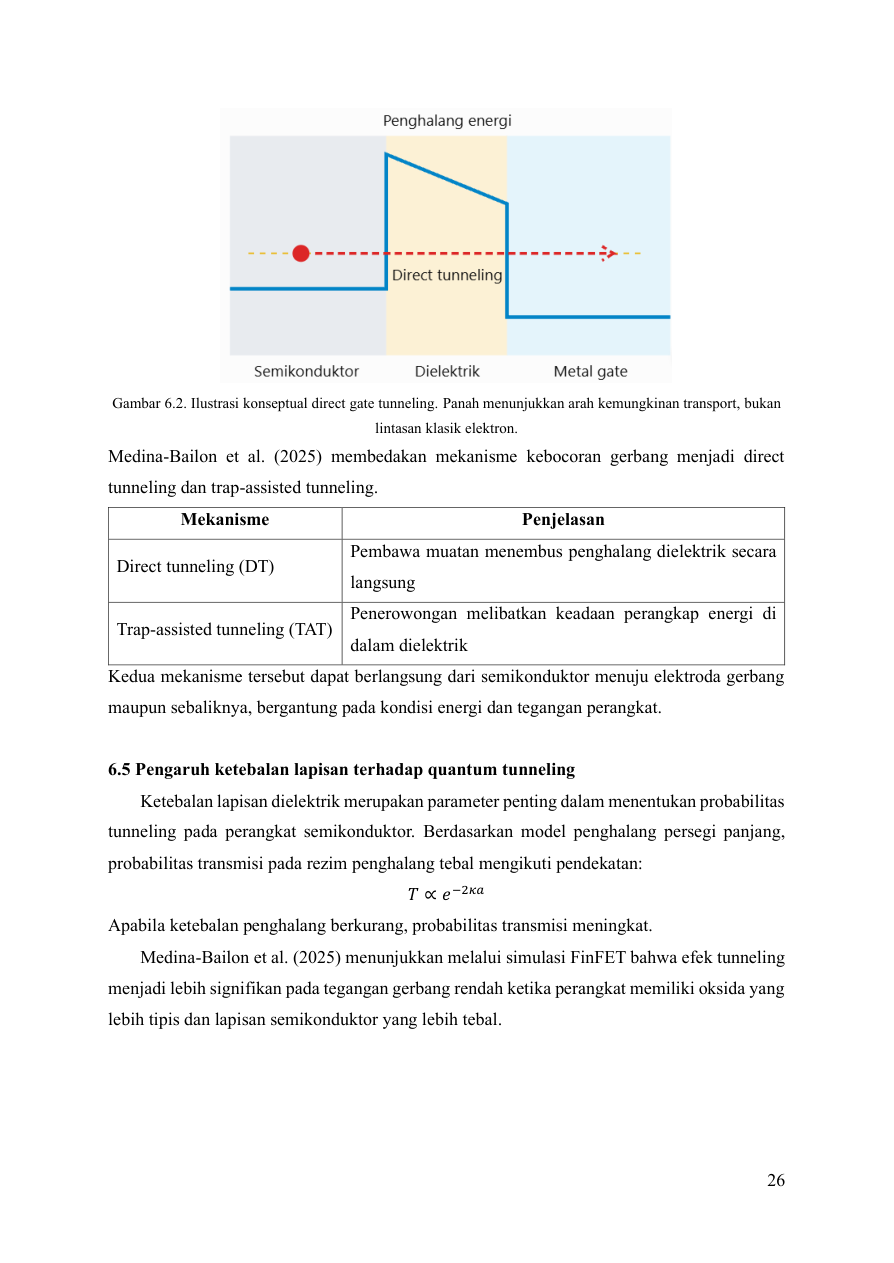 Penghalang energi
Direct tunneling
Semikonduktor Dielektrik Metal gate
Gambar 6.2. Ilustrasi konseptual direct gate tunneling. Panah menunjukkan arah kemungkinan transport, bukan
lintasan klasik elektron.
Medina-Bailon et al. (2025) membedakan mekanisme kebocoran gerbang menjadi direct
tunneling dan trap-assisted tunneling.
Mekanisme Penjelasan
Direct tunneling (DT)
Pembawa muatan menembus penghalang dielektrik secara
langsung
Trap-assisted tunneling (TAT)
Penerowongan melibatkan keadaan perangkap energi di
dalam dielektrik
Kedua mekanisme tersebut dapat berlangsung dari semikonduktor menuju elektroda gerbang
maupun sebaliknya, bergantung pada kondisi energi dan tegangan perangkat.
6.5 Pengaruh ketebalan lapisan terhadap quantum tunneling
Ketebalan lapisan dielektrik merupakan parameter penting dalam menentukan probabilitas
tunneling pada perangkat semikonduktor. Berdasarkan model penghalang persegi panjang,
probabilitas transmisi pada rezim penghalang tebal mengikuti pendekatan:
𝑇 ∝ 𝑒^{−2𝜅𝑎}
Apabila ketebalan penghalang berkurang, probabilitas transmisi meningkat.
Medina-Bailon et al. (2025) menunjukkan melalui simulasi FinFET bahwa efek tunneling
menjadi lebih signifikan pada tegangan gerbang rendah ketika perangkat memiliki oksida yang
lebih tipis dan lapisan semikonduktor yang lebih tebal.
26